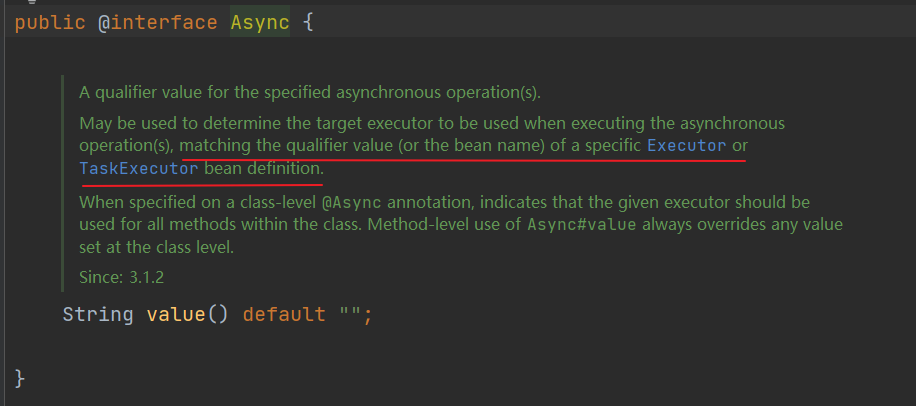 public @interface Async {
A qualifier value for the specified asynchronous operation(s).
May be used to determine the target executor to be used when executing the asynchronous
operation(s), matching the qualifier value (or the bean name) of a specific Executor or
TaskExecutor bean definition.
When specified on a class-level @Async annotation, indicates that the given executor should be
used for all methods within the class. Method-level use of Async#value always overrides any value
set at the class level.
Since: 3.1.2
String value() default "";
}